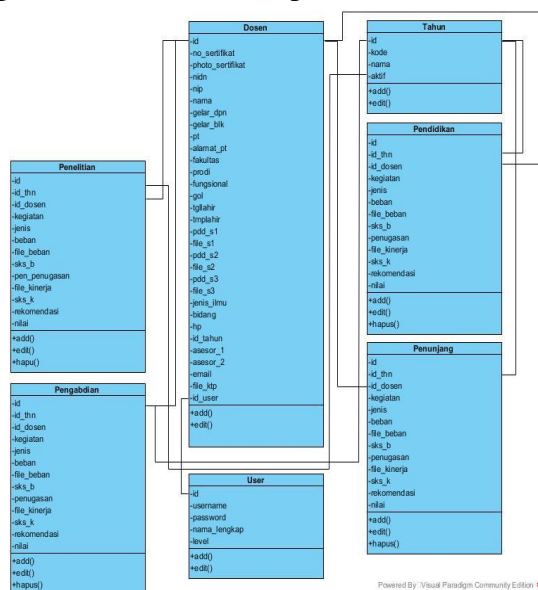 Dosen
-id
-no_sertifikat
-photo_sertifikat
-nidn
-nip
-nama
-gelar_dpn
-gelar_blk
-pt
-alamat_pt
-fakultas
-prodi
-fungsional
-gol
-tgllahir
-tmplahir
-pdd_s1
-file_s1
-pdd_s2
-file_s2
-pdd_s3
-file_s3
-jenis_ilmu
-bidang
-hp
-id_tahun
-asesor_1
-asesor_2
-email
-file_ktp
-id_user
+add()
+edit()
Tahun
-id
-kode
-nama
-aktif
+add()
+edit()
Pendidikan
-id
-id_thn
-id_dosen
-kegiatan
-jenis
-beban
-file_beban
-sks_b
-penugasan
-file_kinerja
-sks_k
-rekomendasi
-nilai
+add()
+edit()
+hapus()
Penelitian
-id
-id_thn
-id_dosen
-kegiatan
-jenis
-beban
-file_beban
-sks_b
-pen_penugasan
-file_kinerja
-sks_k
-rekomendasi
-nilai
+add()
+edit()
+hapu()
Penunjang
-id
-id_thn
-id_dosen
-kegiatan
-jenis
-beban
-file_beban
-sks_b
-penugasan
-file_kinerja
-sks_k
-rekomendasi
-nilai
+add()
+edit()
+hapus()
Pengabdian
-id
-id_thn
-id_dosen
-kegiatan
-jenis
-beban
-file_beban
-sks_b
-penugasan
-file_kinerja
-sks_k
-rekomendasi
-nilai
+add()
+edit()
+hapus()
User
-id
-username
-password
-nama_lengkap
-level
+add()
+edit()
Powered By Visual Paradigm Community Edition